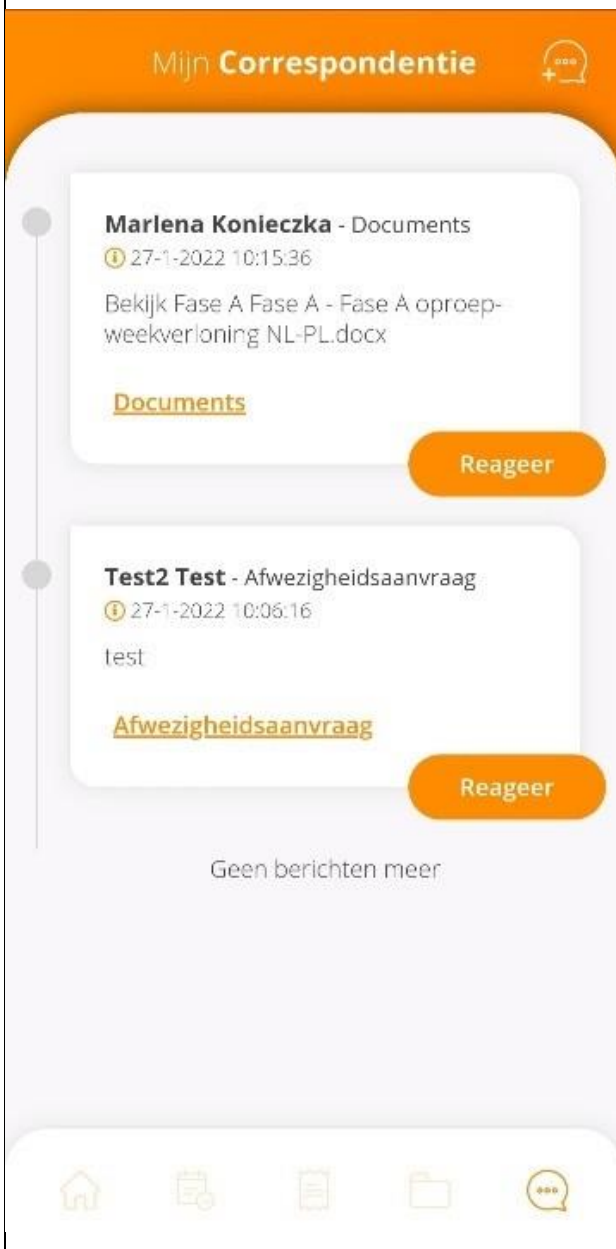 Mijn Correspondentie
Marlena Konieczka - Documents
27-1-2022 10:15:36
Bekijk Fase A Fase A - Fase A oproep-
weekverloning NL-PL.docx
Documents
Reageer
Test2 Test - Afwezigheidsaanvraag
27-1-2022 10:06:16
test
Afwezigheidsaanvraag
Reageer
Geen berichten meer